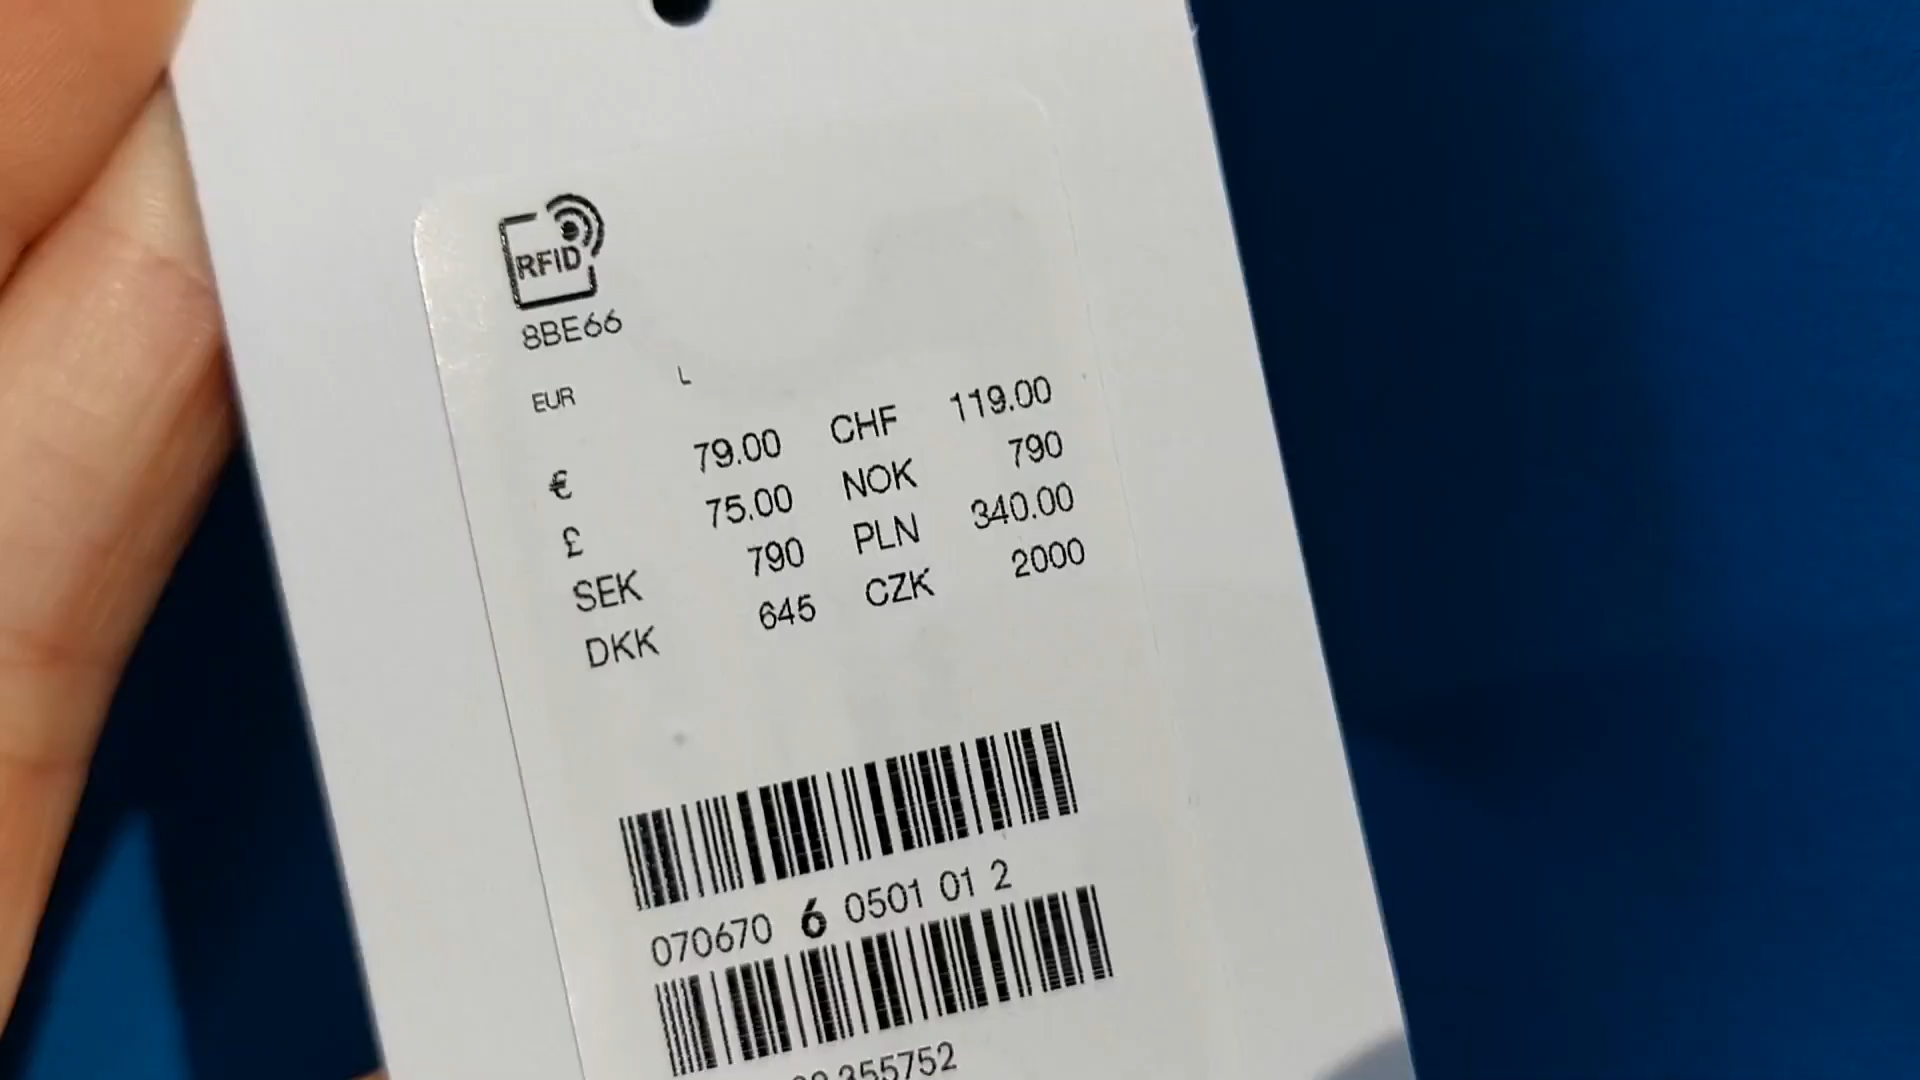 RFID
8BE66
EUR L
€ 79.00 CHF 119.00
£ 75.00 NOK 790
SEK 790 PLN 340.00
DKK 645 CZK 2000
070670 6 0501 01 2
355752